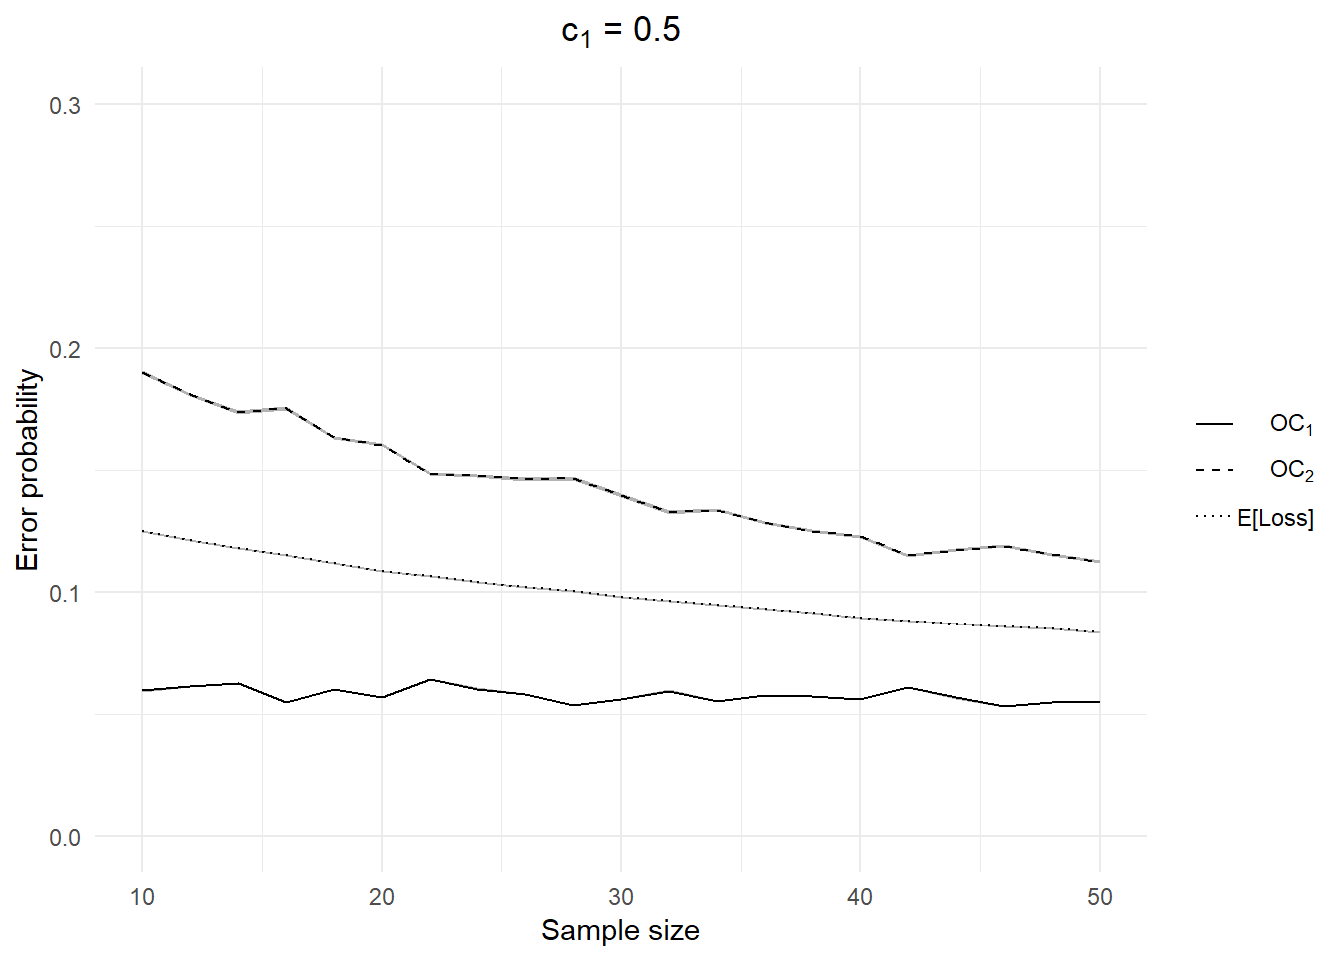 c₁ = 0.5
Error probability
0.3
0.2
0.1
0.0
10 20 30 40 50
Sample size
OC₁
OC₂
E[Loss]